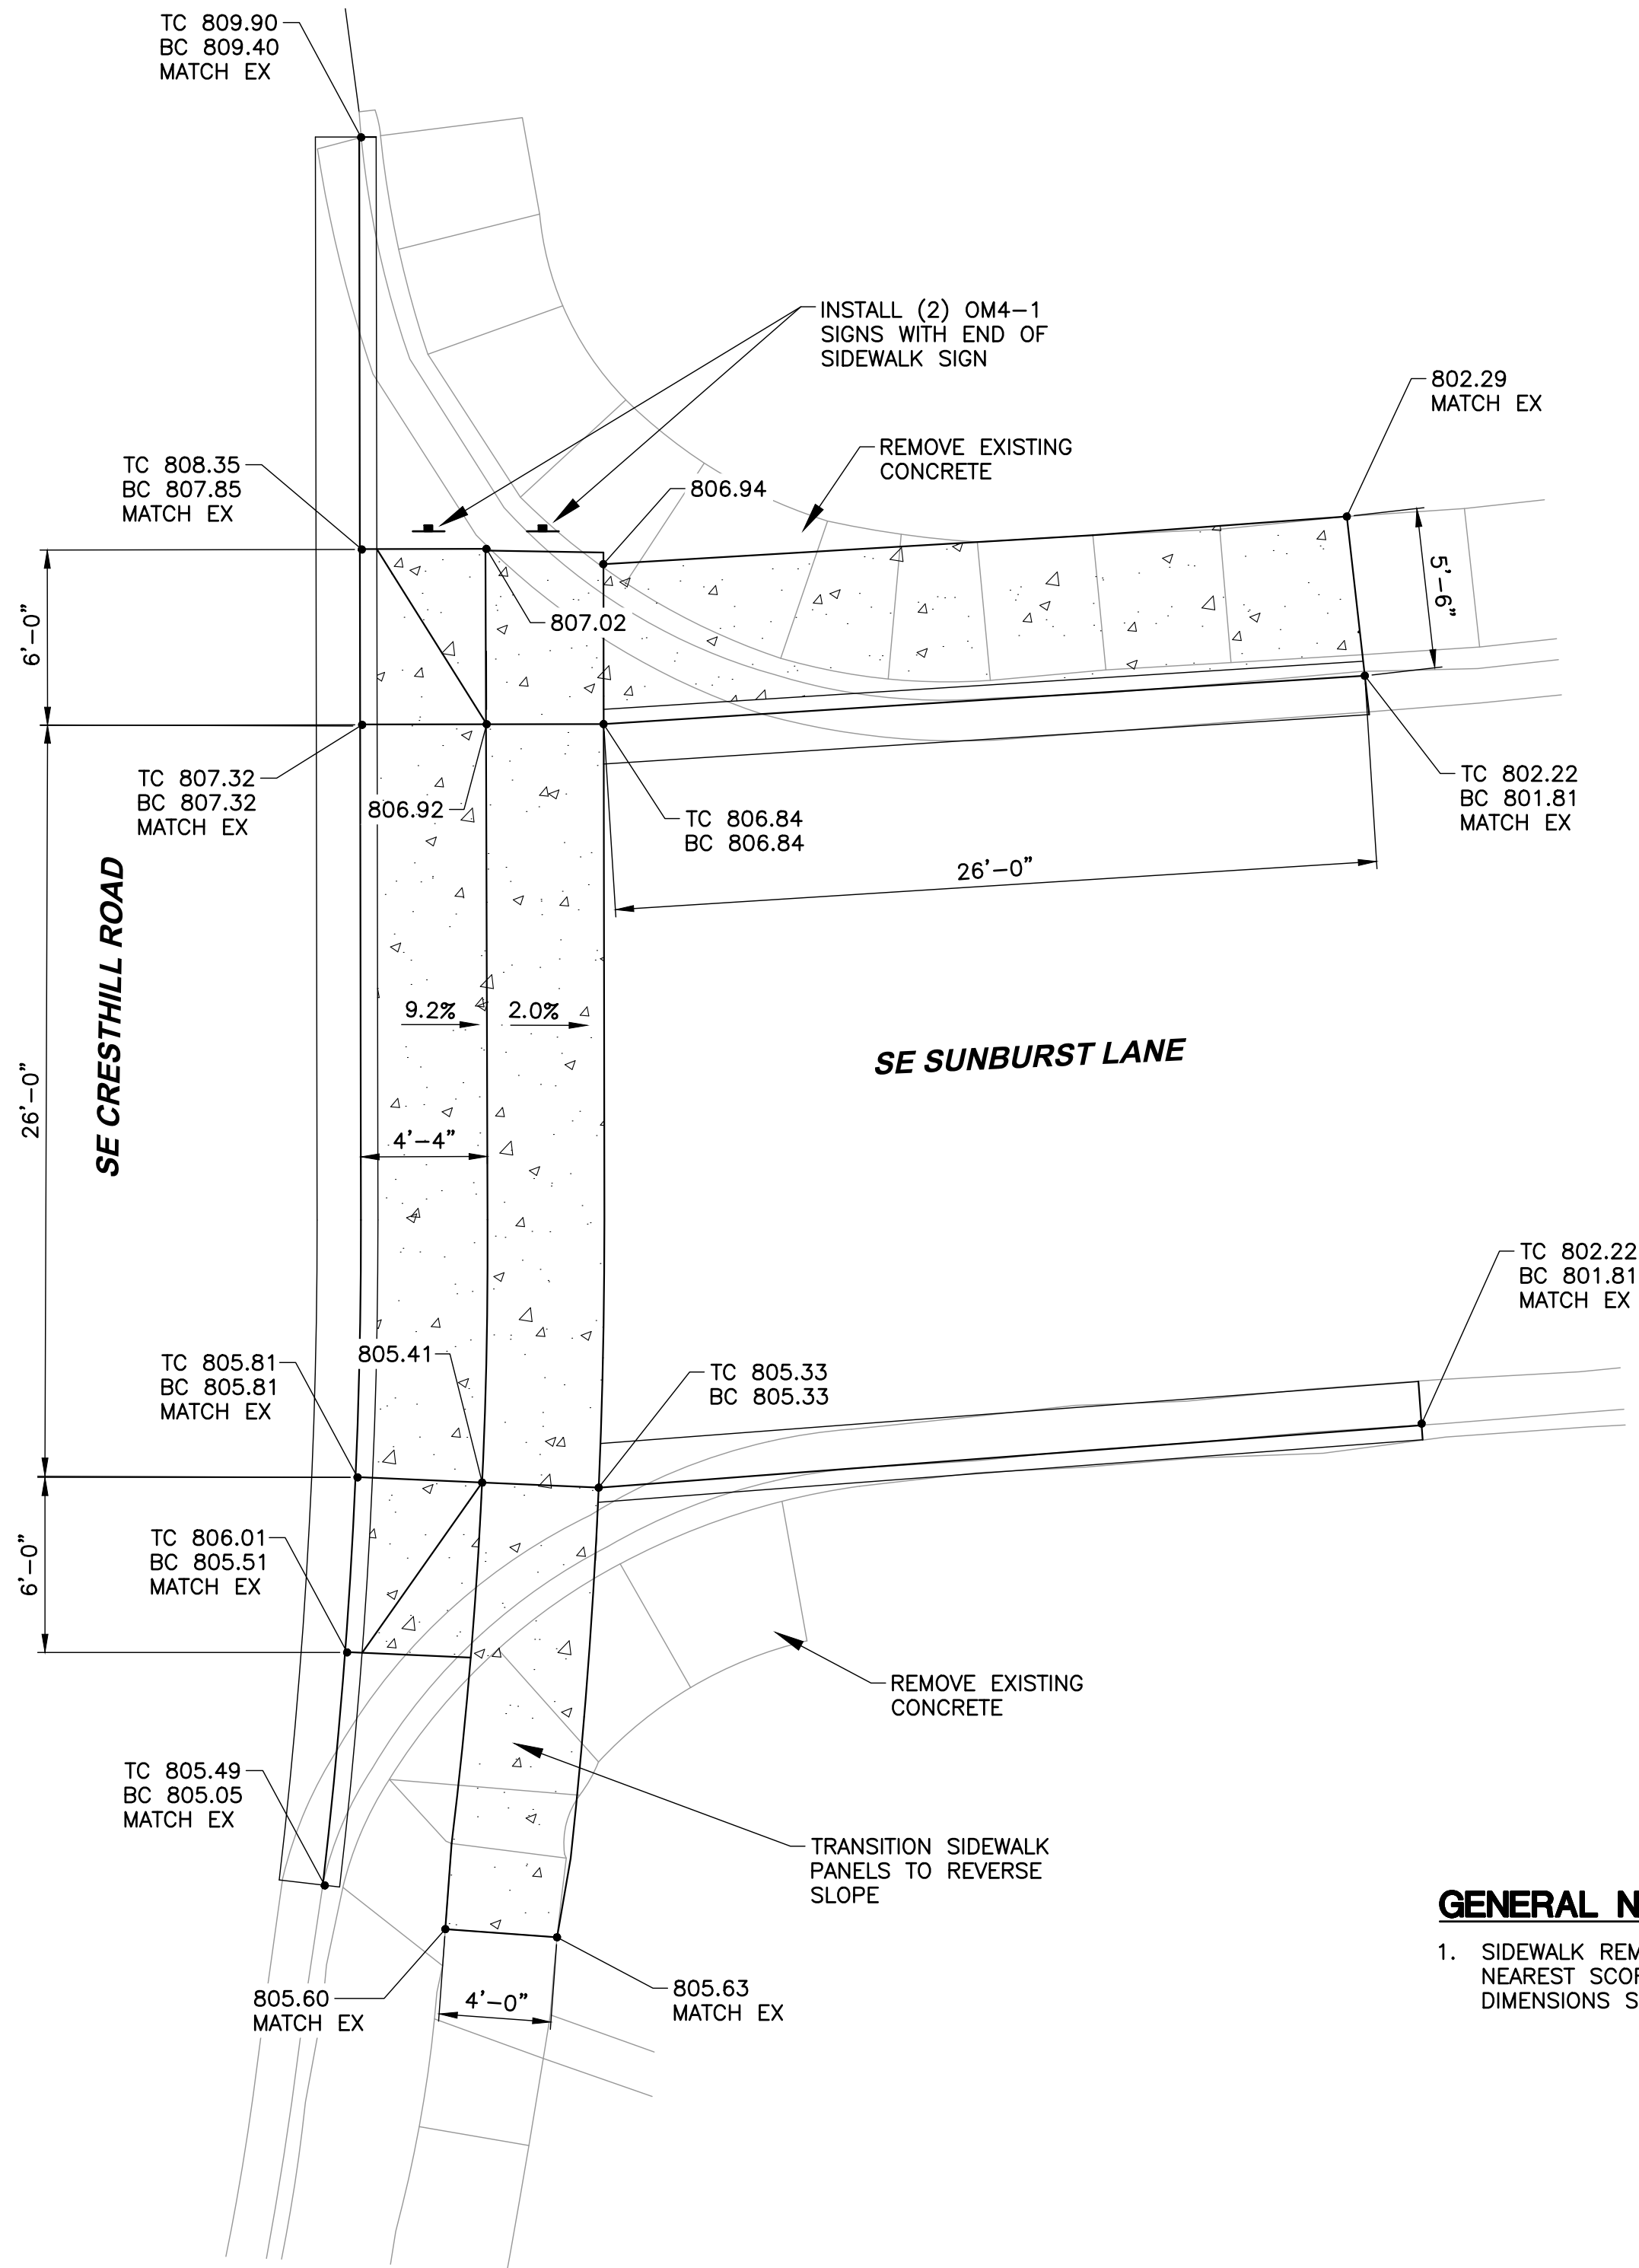 TC 809.90
BC 809.40
MATCH EX
INSTALL (2) OM4-1
SIGNS WITH END OF
SIDEWALK SIGN
802.29
MATCH EX
REMOVE EXISTING
CONCRETE
TC 808.35
BC 807.85
MATCH EX
806.94
5'-6"
6'-0"
807.02
TC 807.32
BC 807.32
MATCH EX
806.92
TC 806.84
BC 806.84
TC 802.22
BC 801.81
MATCH EX
26'-0"
SE CRESTHILL ROAD
9.2%
2.0%
SE SUNBURST LANE
26'-0"
4'-4"
TC 802.22
BC 801.81
MATCH EX
805.41
TC 805.81
BC 805.81
MATCH EX
TC 805.33
BC 805.33
TC 806.01
BC 805.51
MATCH EX
6'-0"
REMOVE EXISTING
CONCRETE
TC 805.49
BC 805.05
MATCH EX
TRANSITION SIDEWALK
PANELS TO REVERSE
SLOPE
GENERAL N
1. SIDEWALK REM
NEAREST SCOR
DIMENSIONS S
805.60
MATCH EX
4'-0"
805.63
MATCH EX